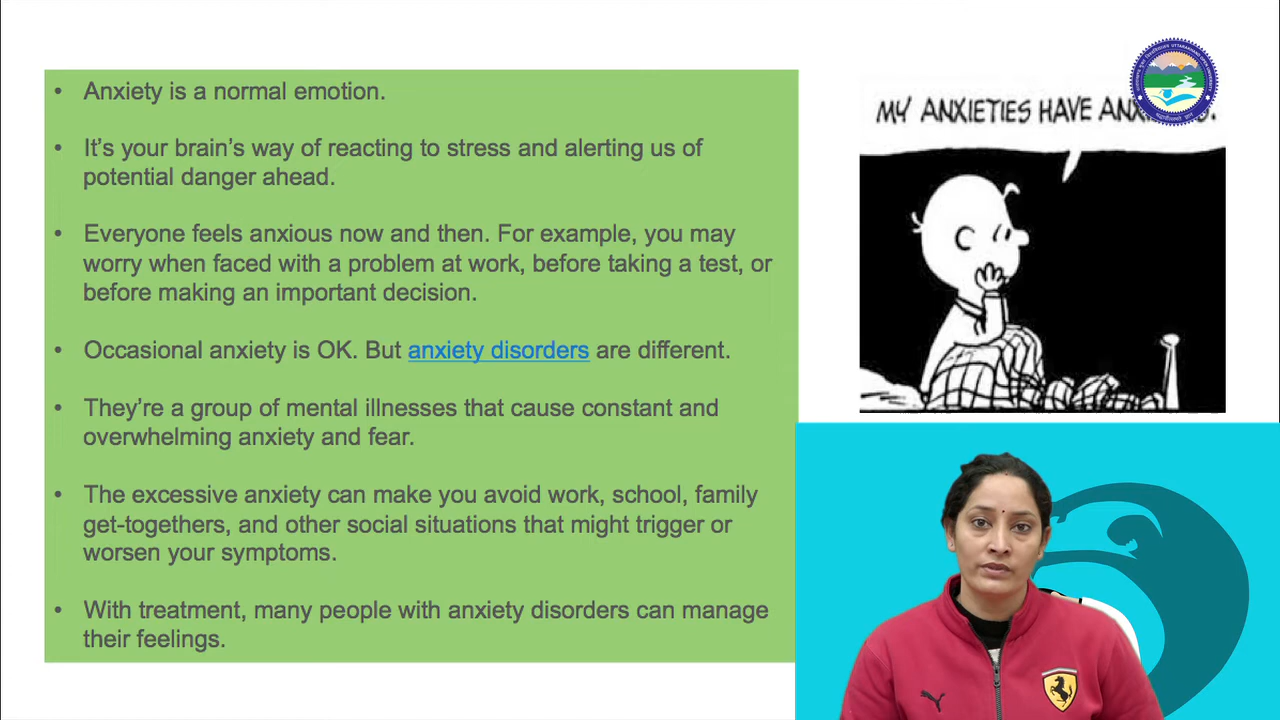 • Anxiety is a normal emotion.
• It’s your brain’s way of reacting to stress and alerting us of
potential danger ahead.
• Everyone feels anxious now and then. For example, you may
worry when faced with a problem at work, before taking a test, or
before making an important decision.
• Occasional anxiety is OK. But anxiety disorders are different.
• They’re a group of mental illnesses that cause constant and
overwhelming anxiety and fear.
• The excessive anxiety can make you avoid work, school, family
get-togethers, and other social situations that might trigger or
worsen your symptoms.
• With treatment, many people with anxiety disorders can manage
their feelings.
MY ANXIETIES HAVE